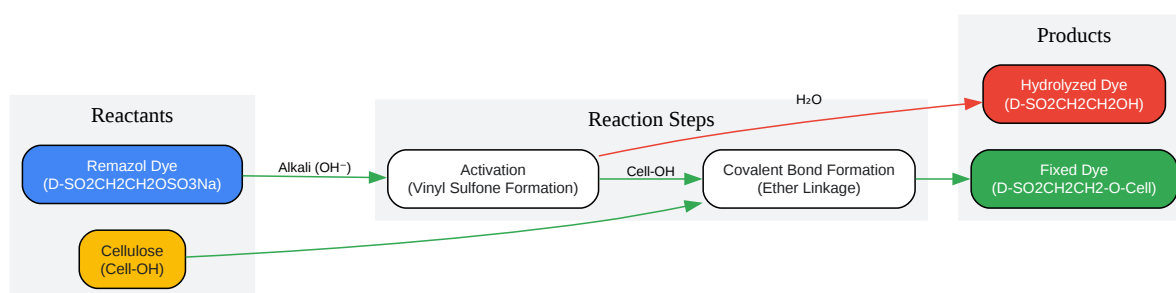 Reactants
Remazol Dye
(D-SO2CH2CH2OSO3Na)
Cellulose
(Cell-OH)
Alkali (OH⁻)
Reaction Steps
Activation
(Vinyl Sulfone Formation)
Cell-OH
Covalent Bond Formation
(Ether Linkage)
H₂O
Products
Hydrolyzed Dye
(D-SO2CH2CH2OH)
Fixed Dye
(D-SO2CH2CH2-O-Cell)